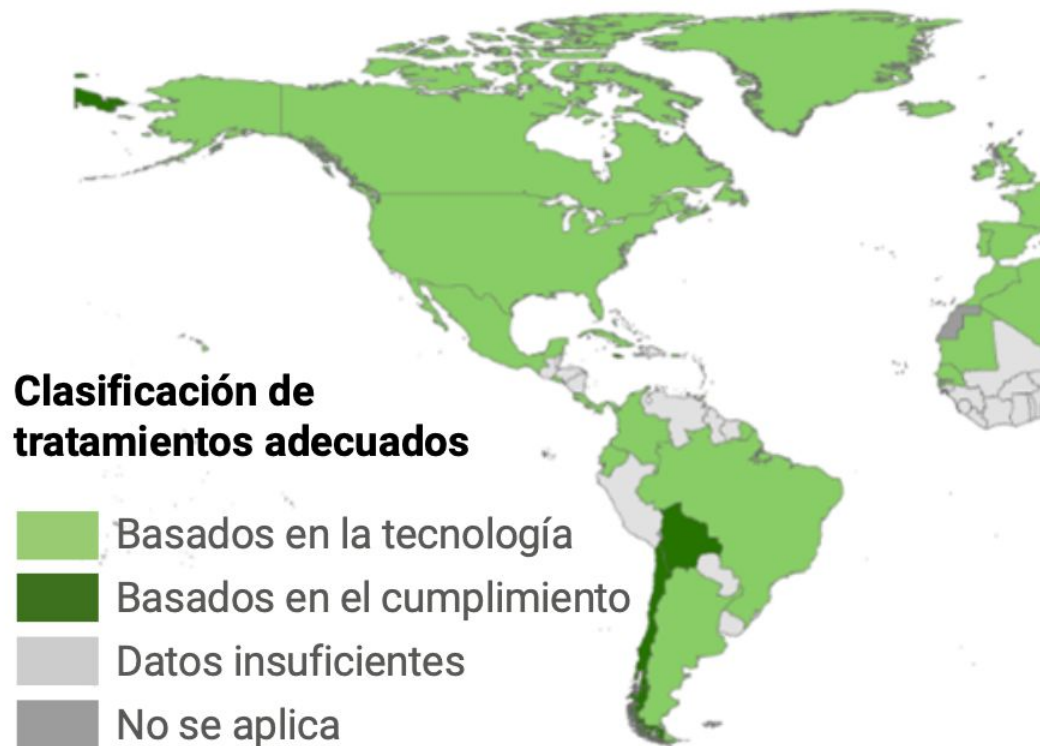 Clasificación de
tratamientos adecuados
Basados en la tecnología
Basados en el cumplimiento
Datos insuficientes
No se aplica